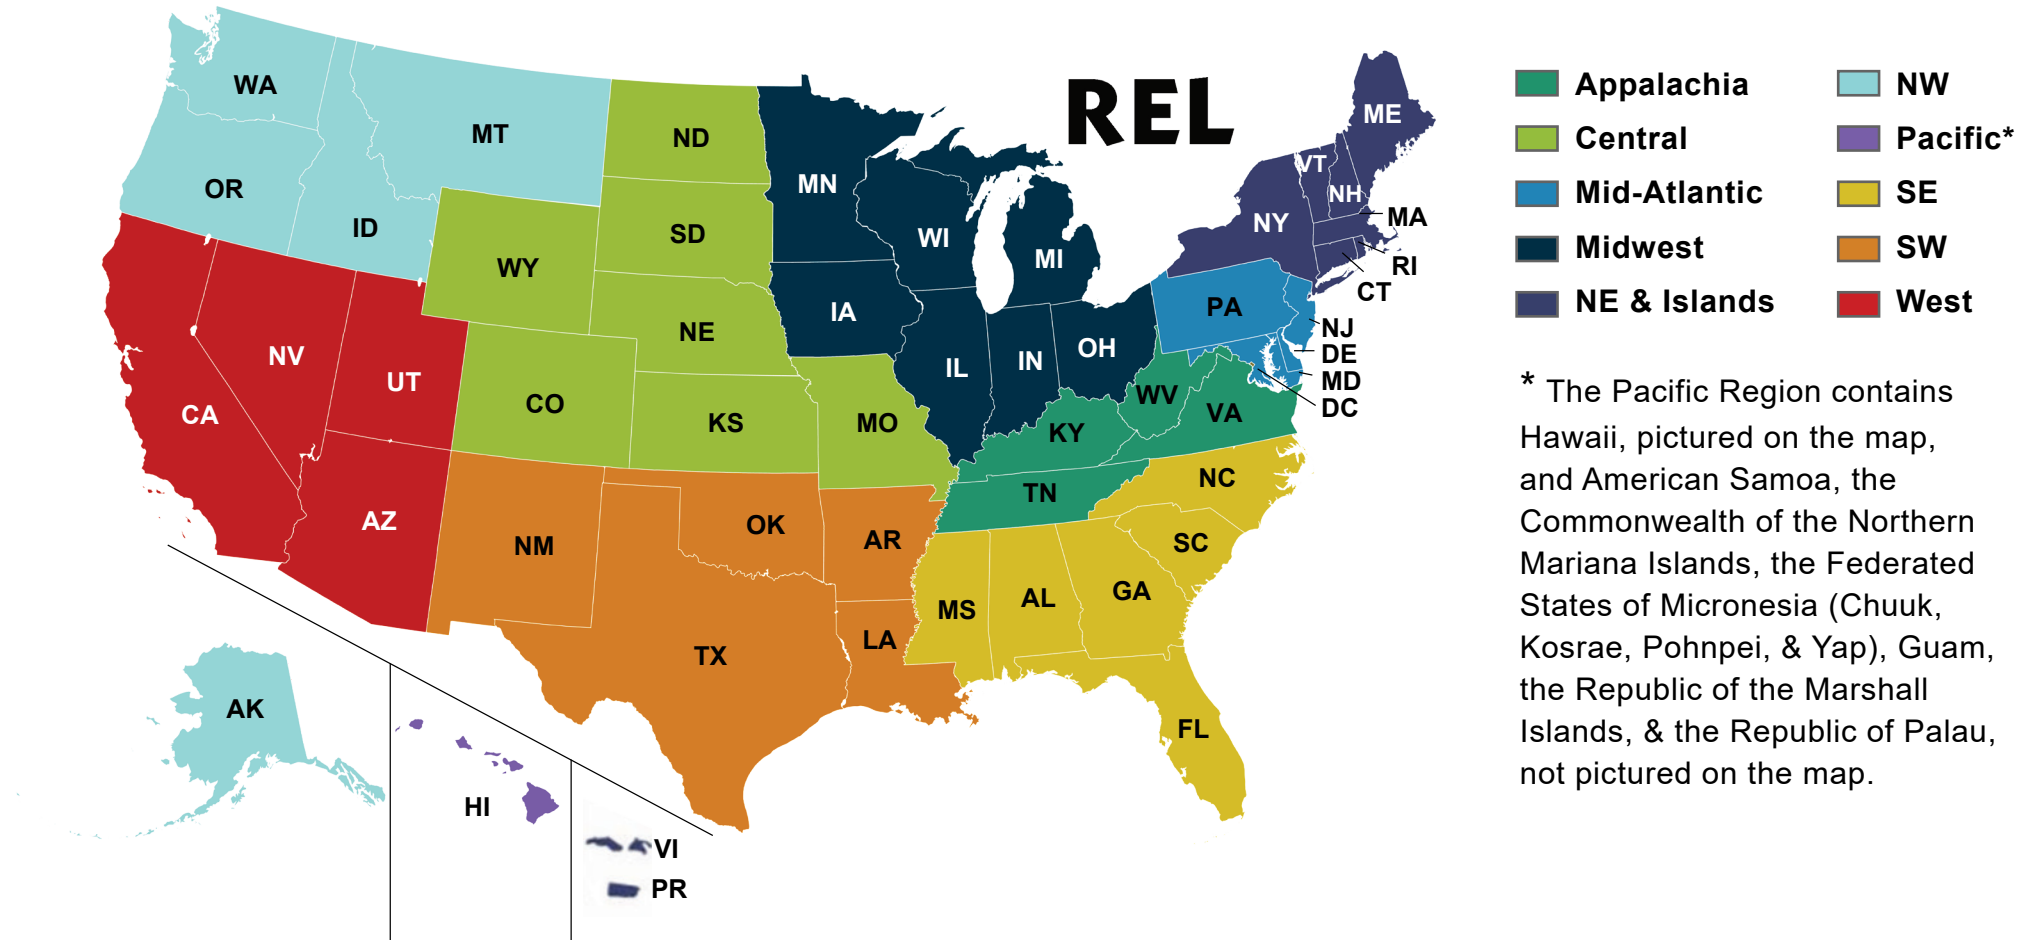 REL
WA
MT
ND
MN
ME
OR
ID
WY
SD
WI
MI
NY
VT
NH
MA
RI
CT
NV
UT
CA
NE
IA
IL
IN
OH
PA
NJ
DE
MD
DC
CO
KS
MO
KY
WV
VA
AZ
NM
OK
AR
TN
NC
SC
TX
LA
MS
AL
GA
FL
AK
HI
VI
PR
Appalachia
Central
Mid-Atlantic
Midwest
NE & Islands
NW
Pacific*
SE
SW
West
* The Pacific Region contains
Hawaii, pictured on the map,
and American Samoa, the
Commonwealth of the Northern
Mariana Islands, the Federated
States of Micronesia (Chuuk,
Kosrae, Pohnpei, & Yap), Guam,
the Republic of the Marshall
Islands, & the Republic of Palau,
not pictured on the map.